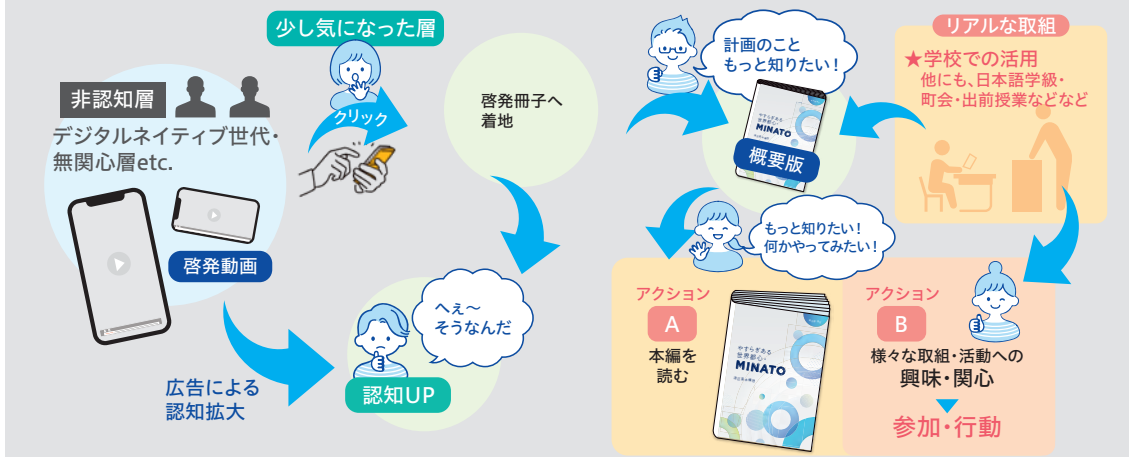 少し気になった層
非認知層
デジタルネイティブ世代・
無関心層etc.
クリック
啓発動画
広告による
認知拡大
啓発冊子へ
着地
へぇ〜
そうなんだ
認知UP
計画のこと
もっと知りたい！
やすらぎある
世界都心・
MINATO
概要版
リアルな取組
★学校での活用
他にも、日本語学級・
町会・出前授業などなど
もっと知りたい！
何かやってみたい！
アクション
A
本編を
読む
やすらぎある
世界都心・
MINATO
アクション
B
様々な取組・活動への
興味・関心
参加・行動